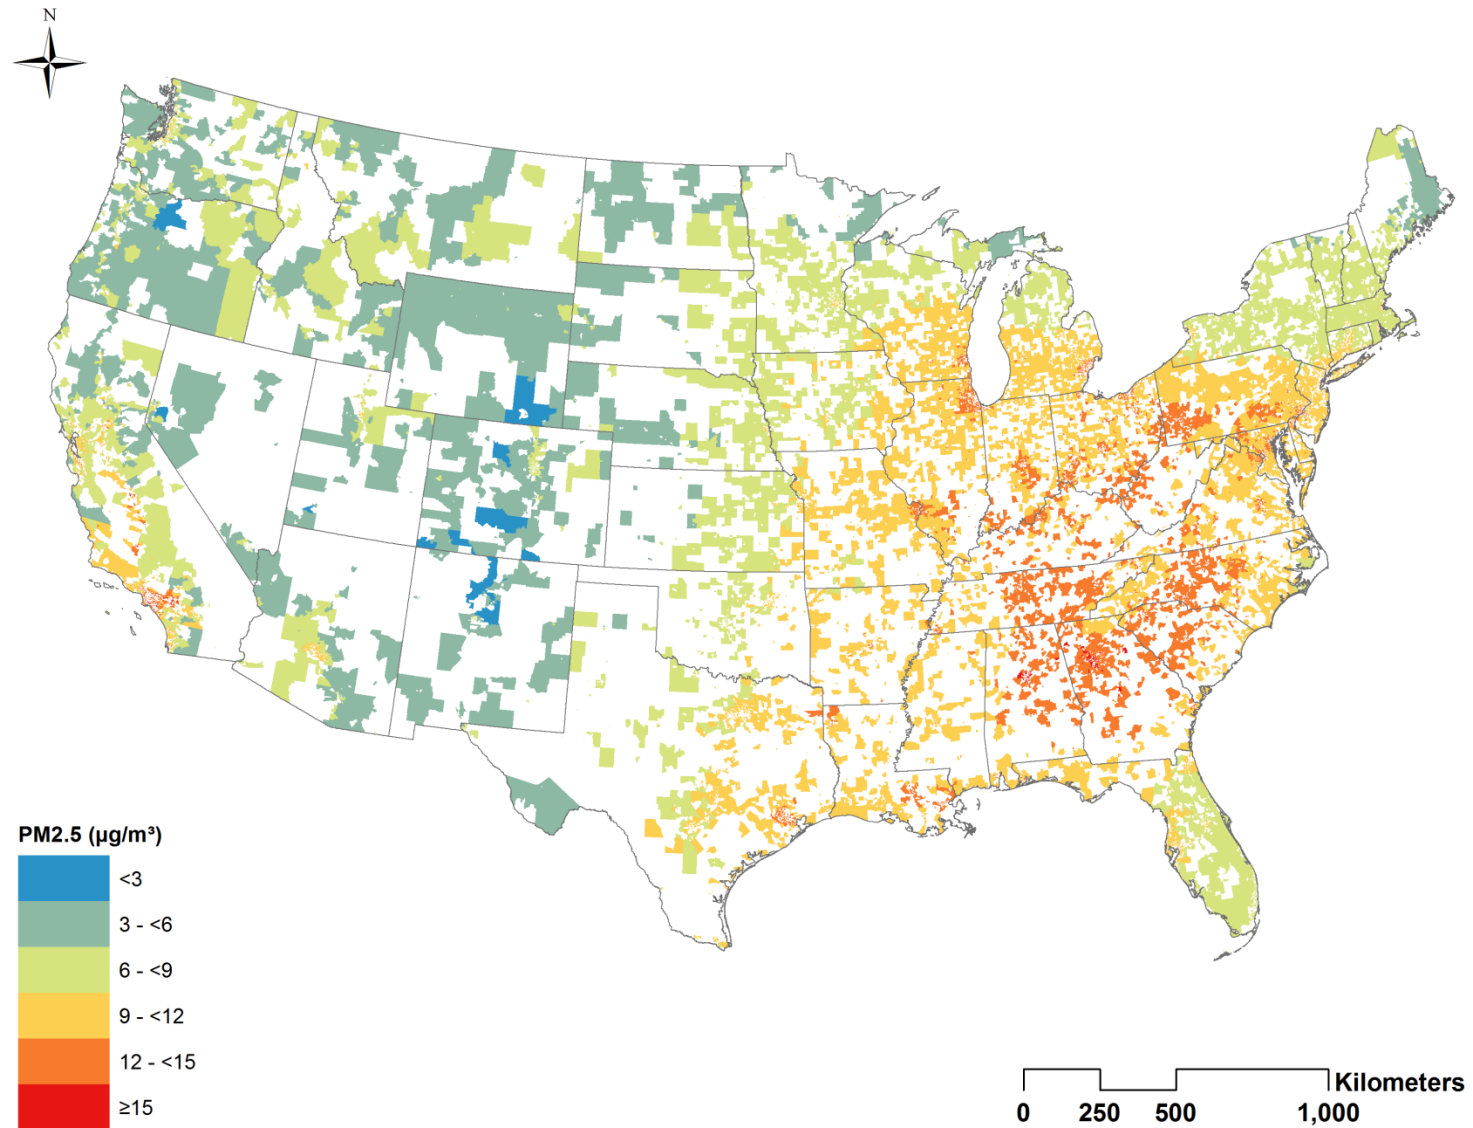 N
PM2.5 (µg/m³)
<3
3 - <6
6 - <9
9 - <12
12 - <15
≥15
Kilometers
0 250 500 1,000